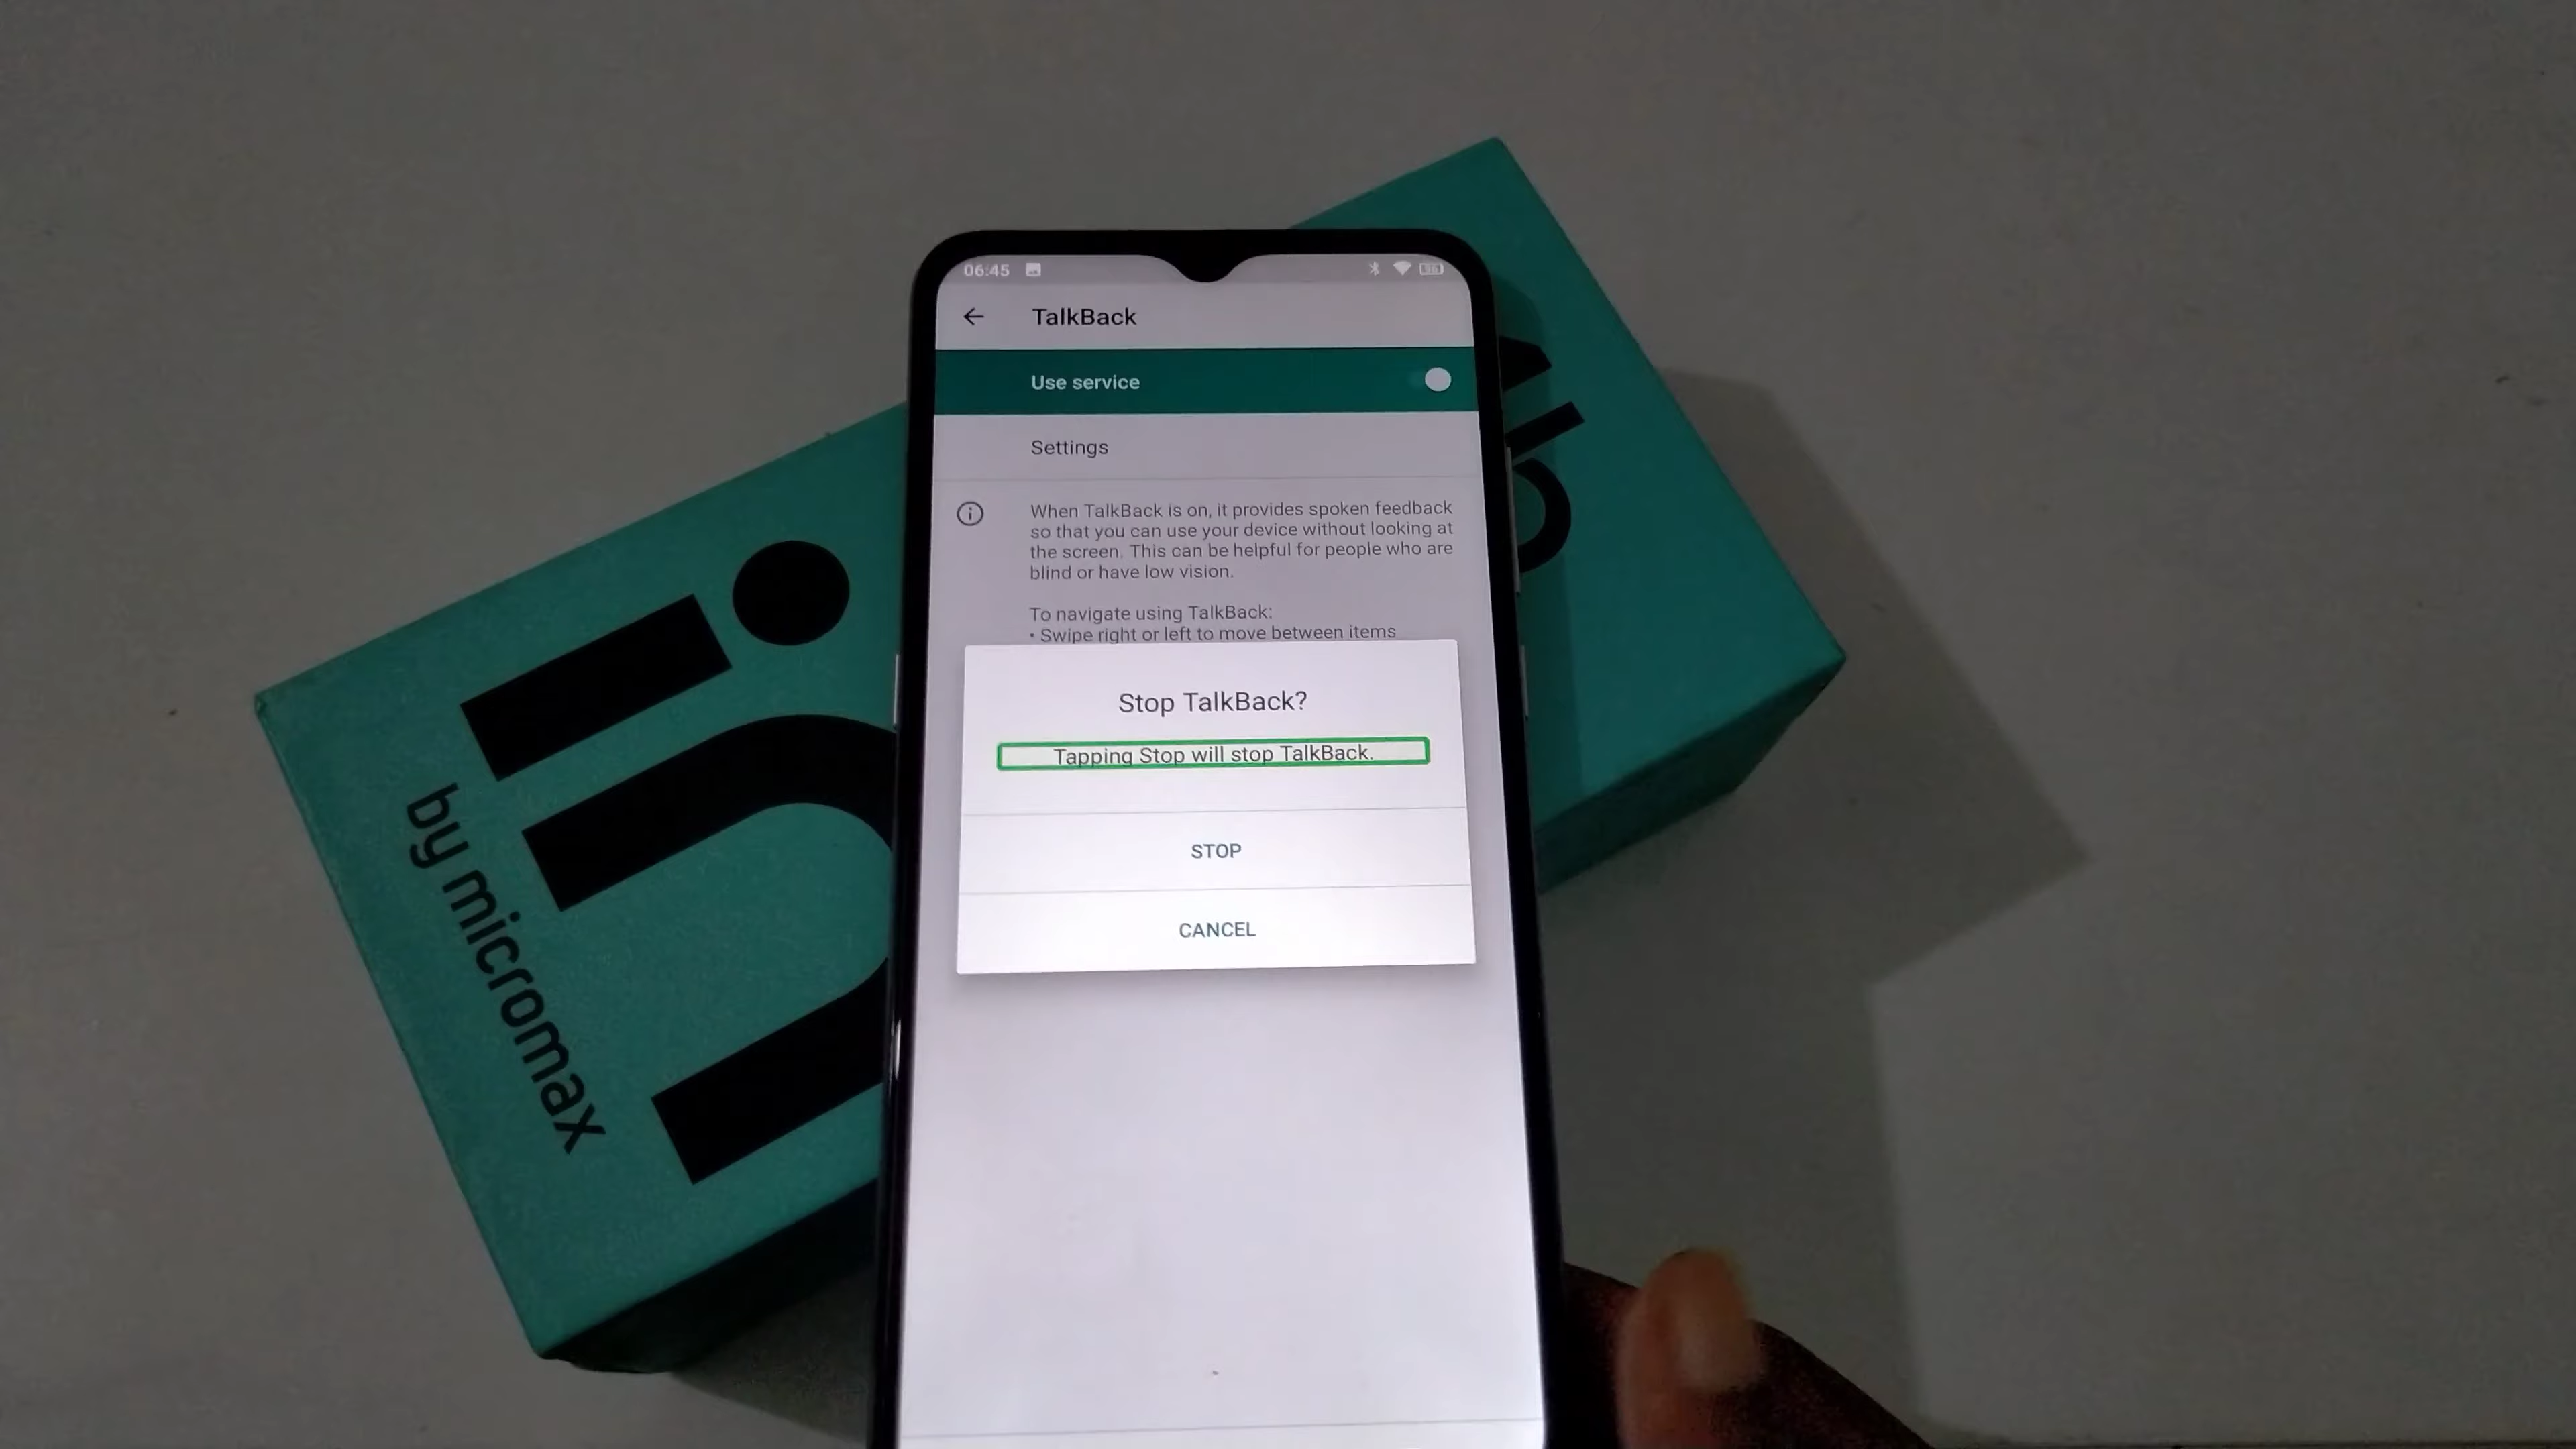 06:45
TalkBack
Use service
Settings
When TalkBack is on, it provides spoken feedback
so that you can use your device without looking at
the screen. This can be helpful for people who are
blind or have low vision.
To navigate using TalkBack:
• Swipe right or left to move between items
Stop TalkBack?
Tapping Stop will stop TalkBack.
STOP
CANCEL
in
by micromax